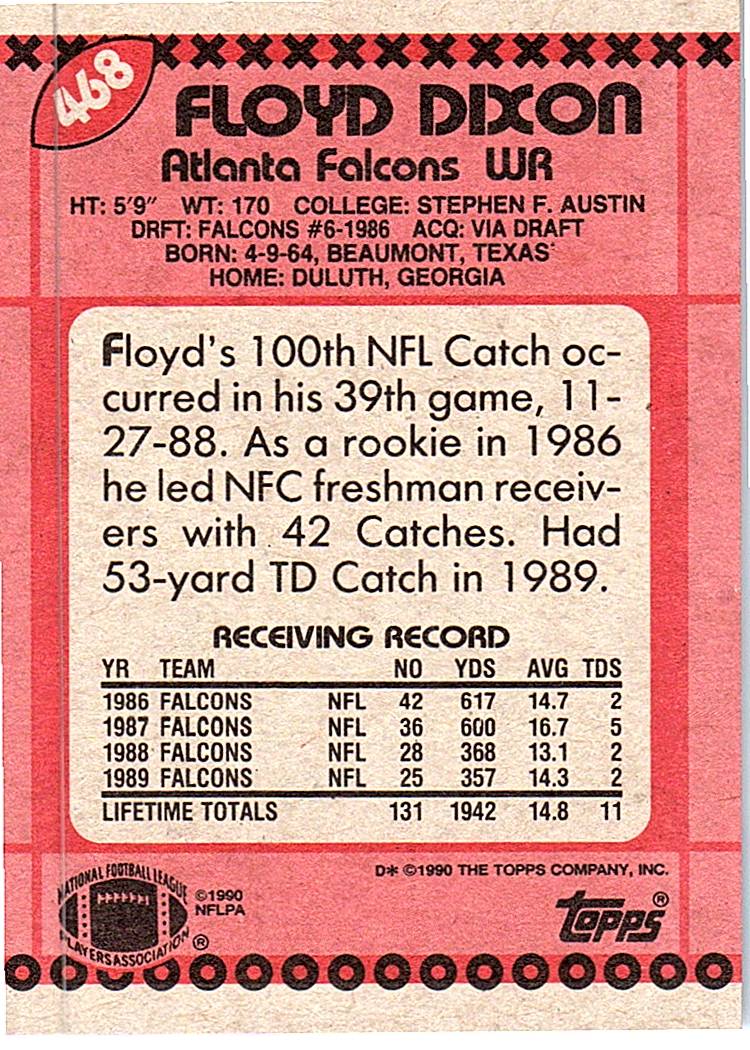 468
FLOYD DIXON
Atlanta Falcons WR
HT: 5'9" WT: 170 COLLEGE: STEPHEN F. AUSTIN
DRFT: FALCONS #6-1986 ACQ: VIA DRAFT
BORN: 4-9-64, BEAUMONT, TEXAS
HOME: DULUTH, GEORGIA
Floyd's 100th NFL Catch oc-
curred in his 39th game, 11-
27-88. As a rookie in 1986
he led NFC freshman receiv-
ers with 42 Catches. Had
53-yard TD Catch in 1989.
RECEIVING RECORD
YR TEAM NO YDS AVG TDS
1986 FALCONS NFL 42 617 14.7 2
1987 FALCONS NFL 36 600 16.7 5
1988 FALCONS NFL 28 368 13.1 2
1989 FALCONS NFL 25 357 14.3 2
LIFETIME TOTALS 131 1942 14.8 11
D* ©1990 THE TOPPS COMPANY, INC.
NATIONAL FOOTBALL LEAGUE
PLAYERS ASSOCIATION ®
©1990
NFLPA
topps®